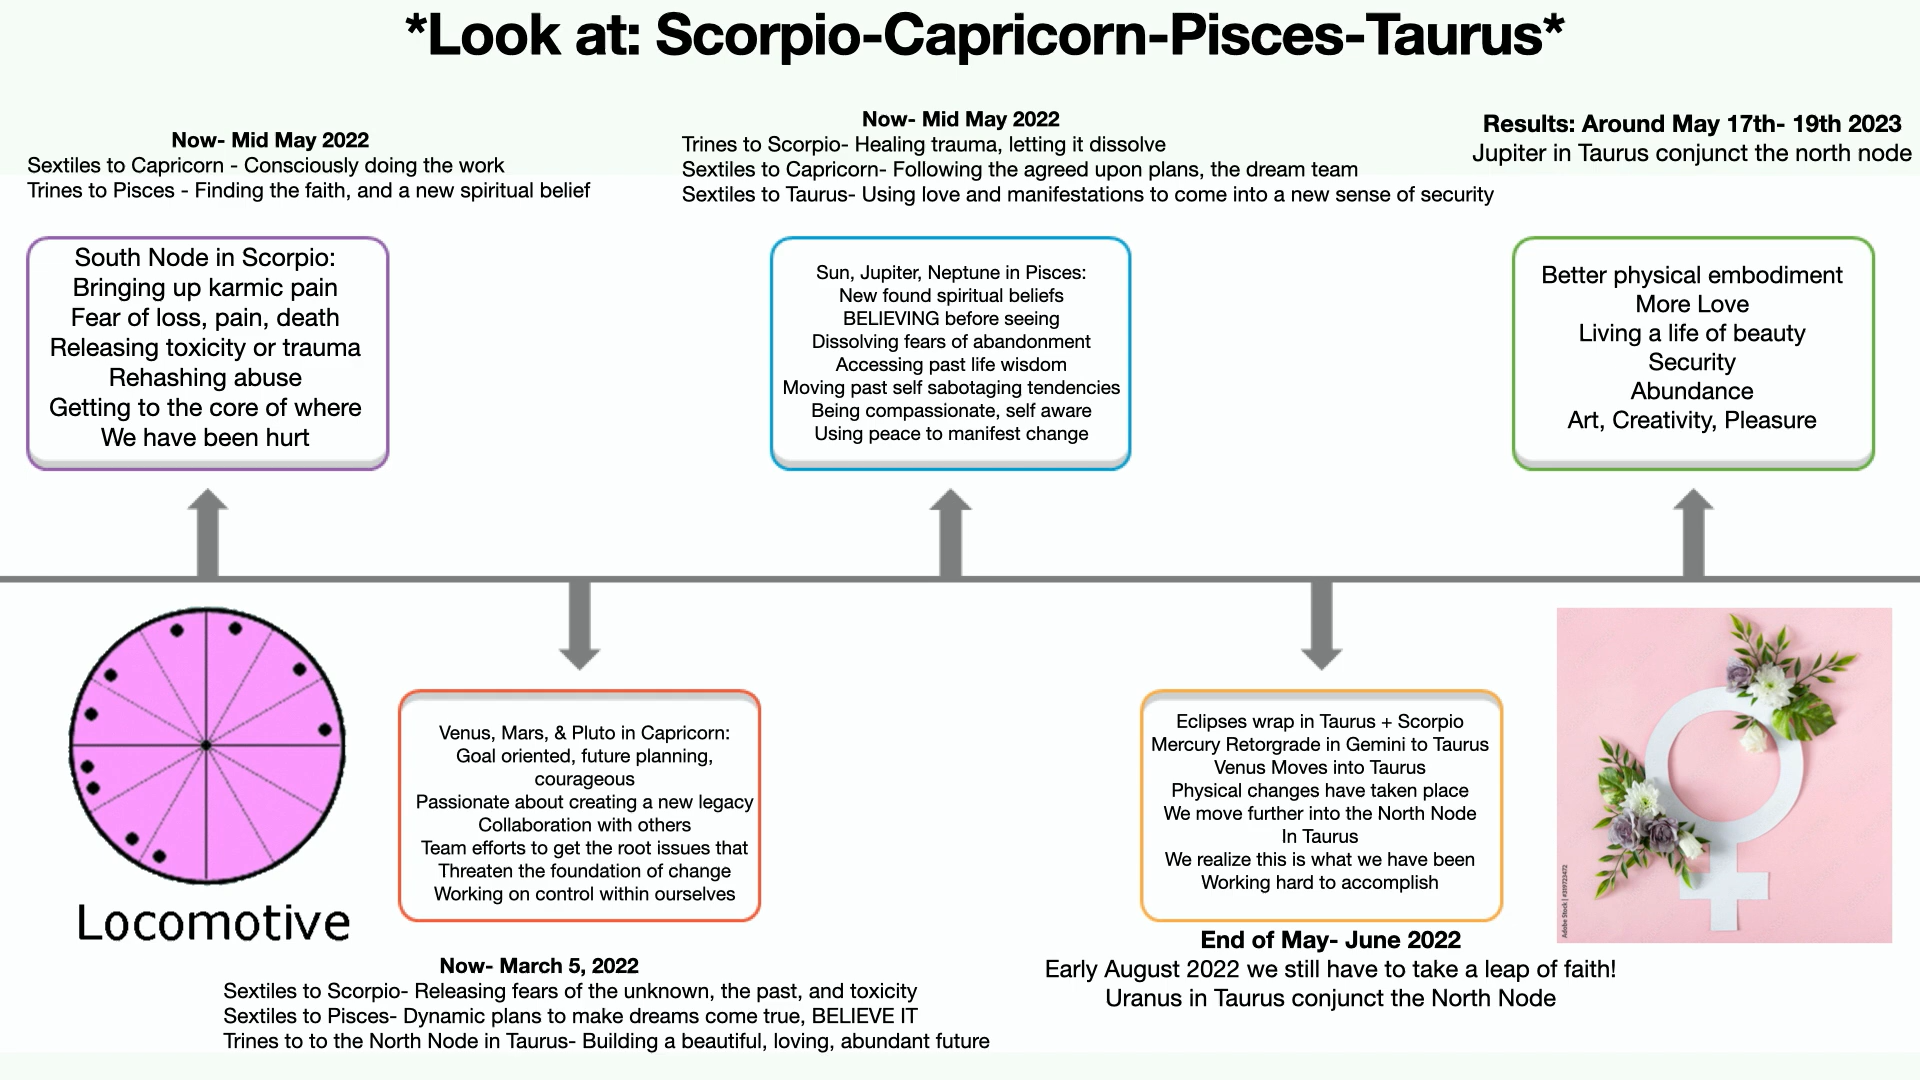 *Look at: Scorpio-Capricorn-Pisces-Taurus*
Now- Mid May 2022
Sextiles to Capricorn - Consciously doing the work
Trines to Pisces - Finding the faith, and a new spiritual belief
Now- Mid May 2022
Trines to Scorpio- Healing trauma, letting it dissolve
Sextiles to Capricorn- Following the agreed upon plans, the dream team
Sextiles to Taurus- Using love and manifestations to come into a new sense of security
Results: Around May 17th- 19th 2023
Jupiter in Taurus conjunct the north node
South Node in Scorpio:
Bringing up karmic pain
Fear of loss, pain, death
Releasing toxicity or trauma
Rehashing abuse
Getting to the core of where
We have been hurt
Sun, Jupiter, Neptune in Pisces:
New found spiritual beliefs
BELIEVING before seeing
Dissolving fears of abandonment
Accessing past life wisdom
Moving past self sabotaging tendencies
Being compassionate, self aware
Using peace to manifest change
Better physical embodiment
More Love
Living a life of beauty
Security
Abundance
Art, Creativity, Pleasure
Locomotive
Venus, Mars, & Pluto in Capricorn:
Goal oriented, future planning,
courageous
Passionate about creating a new legacy
Collaboration with others
Team efforts to get the root issues that
Threaten the foundation of change
Working on control within ourselves
Now- March 5, 2022
Sextiles to Scorpio- Releasing fears of the unknown, the past, and toxicity
Sextiles to Pisces- Dynamic plans to make dreams come true, BELIEVE IT
Trines to to the North Node in Taurus- Building a beautiful, loving, abundant future
Eclipses wrap in Taurus + Scorpio
Mercury Retorgrade in Gemini to Taurus
Venus Moves into Taurus
Physical changes have taken place
We move further into the North Node
In Taurus
We realize this is what we have been
Working hard to accomplish
End of May- June 2022
Early August 2022 we still have to take a leap of faith!
Uranus in Taurus conjunct the North Node
Adobe Stock | #319723472